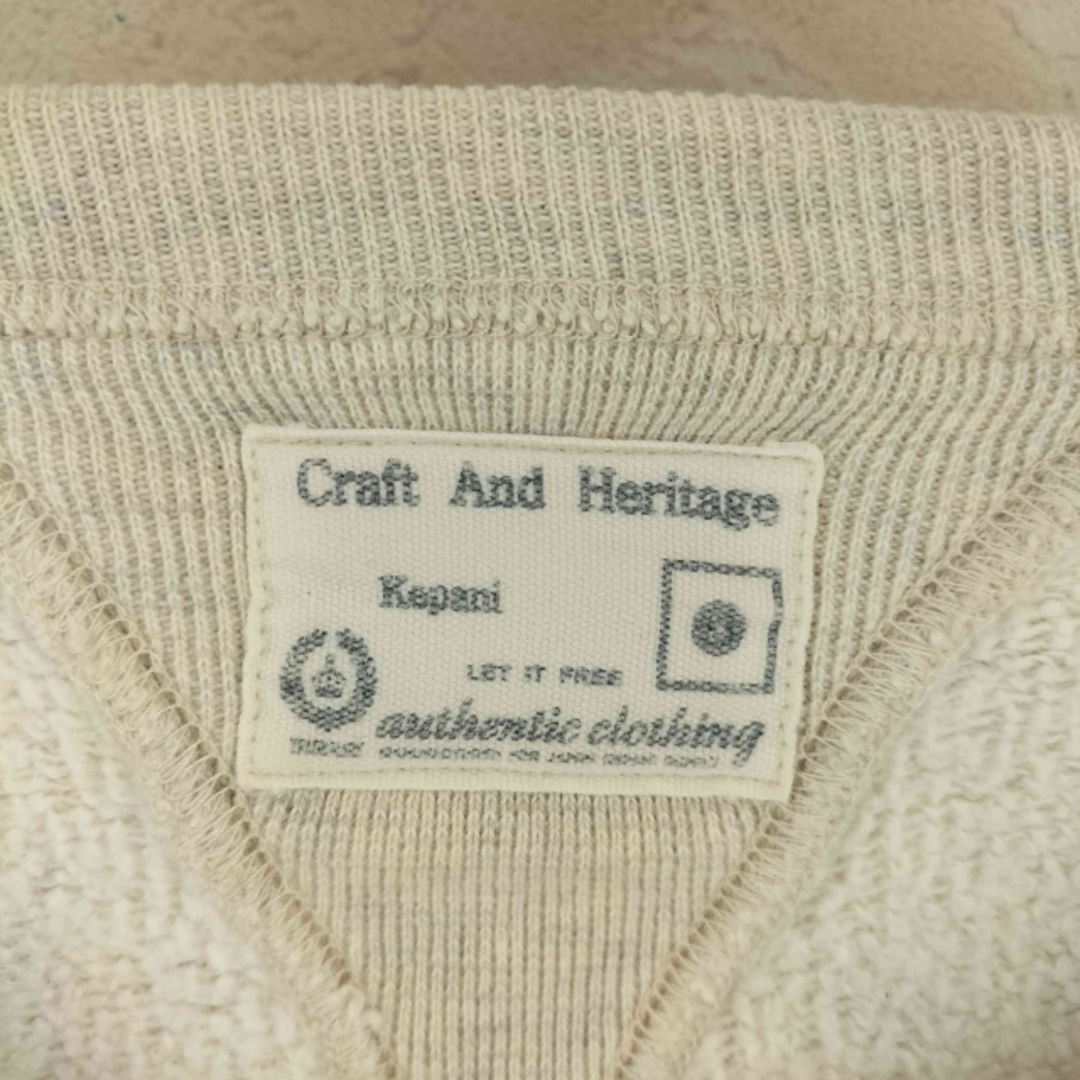 Craft And Heritage
Kepani
LET IT FREE
authentic clothing